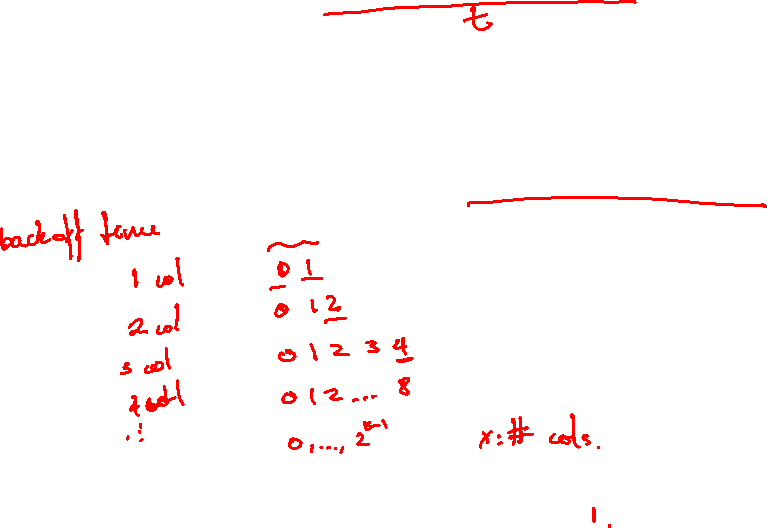 t
backoff time
1 col 0 1
2 col 0 1 2
3 col 0 1 2 3 4
4 col 0 1 2 ... 8
⋮ 0, ..., 2^x-1 x: # cols.
1.